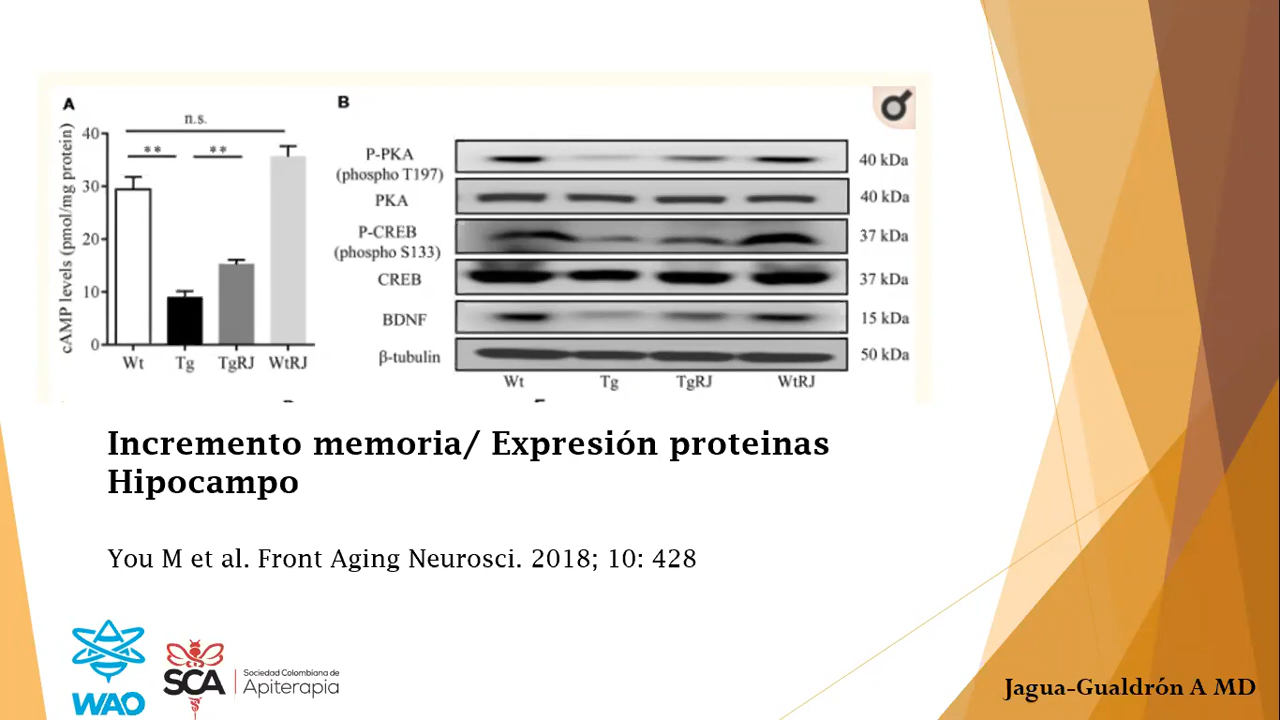 A
n.s.
**
**
40
30
20
10
0
cAMP levels (pmol/mg protein)
Wt
Tg
TgRJ
WtRJ
B
P-PKA
(phospho T197)
40 kDa
PKA
40 kDa
P-CREB
(phospho S133)
37 kDa
CREB
37 kDa
BDNF
15 kDa
β-tubulin
50 kDa
Wt
Tg
TgRJ
WtRJ
Incremento memoria/ Expresión proteinas
Hipocampo
You M et al. Front Aging Neurosci. 2018; 10: 428
WAO
SCA
Sociedad Colombiana de
Apiterapia
Jagua-Gualdrón A MD